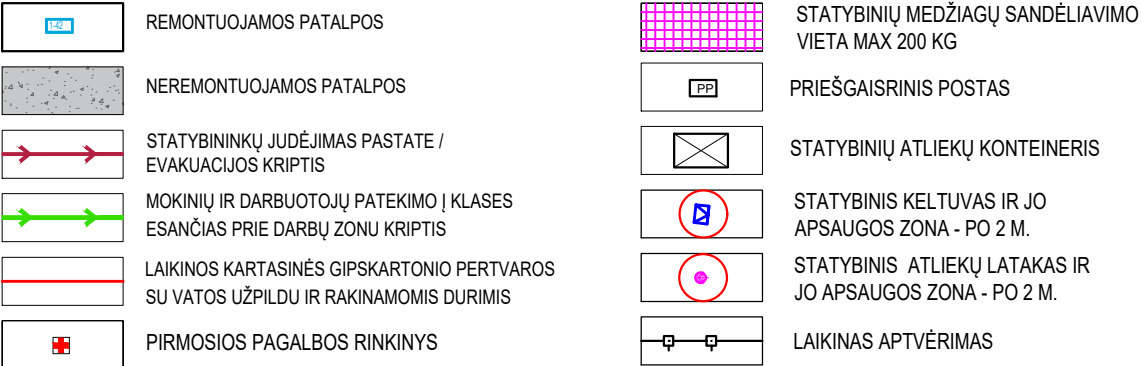 1-42
REMONTUOJAMOS PATALPOS
NEREMONTUOJAMOS PATALPOS
STATYBININKŲ JUDĖJIMAS PASTATE /
EVAKUACIJOS KRIPTIS
MOKINIŲ IR DARBUOTOJŲ PATEKIMO Į KLASES
ESANČIAS PRIE DARBŲ ZONU KRIPTIS
LAIKINOS KARTASINĖS GIPSKARTONIO PERTVAROS
SU VATOS UŽPILDU IR RAKINAMOMIS DURIMIS
PIRMOSIOS PAGALBOS RINKINYS
STATYBINIŲ MEDŽIAGŲ SANDĖLIAVIMO
VIETA MAX 200 KG
PP
PRIEŠGAISRINIS POSTAS
STATYBINIŲ ATLIEKŲ KONTEINERIS
STATYBINIS KELTUVAS IR JO
APSAUGOS ZONA - PO 2 M.
STATYBINIS ATLIEKŲ LATAKAS IR
JO APSAUGOS ZONA - PO 2 M.
LAIKINAS APTVĖRIMAS